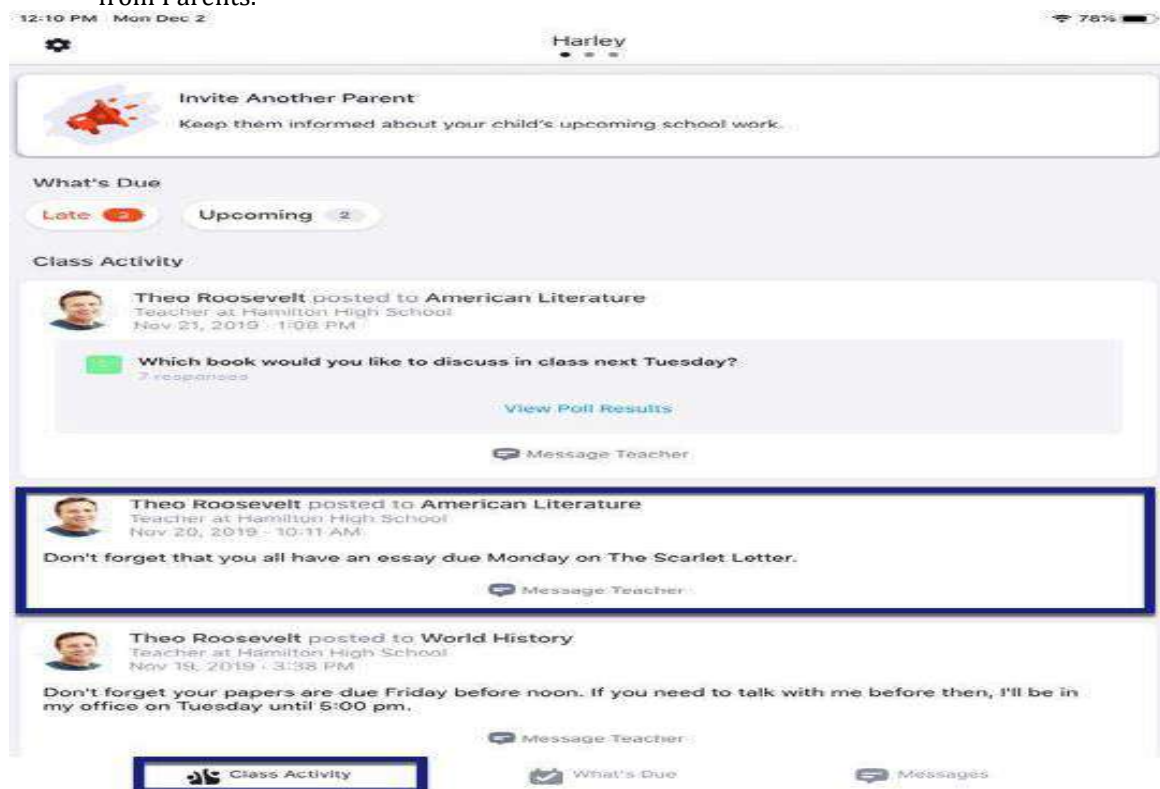 from Parents.
12:10 PM Mon Dec 2
78%
Harley
Invite Another Parent
Keep them informed about your child's upcoming school work.
What's Due
Late
Upcoming 2
Class Activity
Theo Roosevelt posted to American Literature
Teacher at Hamilton High School
Nov 21, 2019 · 1:08 PM
Which book would you like to discuss in class next Tuesday?
7 responses
View Poll Results
Message Teacher
Theo Roosevelt posted to American Literature
Teacher at Hamilton High School
Nov 20, 2019 · 10:11 AM
Don't forget that you all have an essay due Monday on The Scarlet Letter.
Message Teacher
Theo Roosevelt posted to World History
Teacher at Hamilton High School
Nov 19, 2019 · 3:38 PM
Don't forget your papers are due Friday before noon. If you need to talk with me before then, I'll be in
my office on Tuesday until 5:00 pm.
Message Teacher
Class Activity
What's Due
Messages